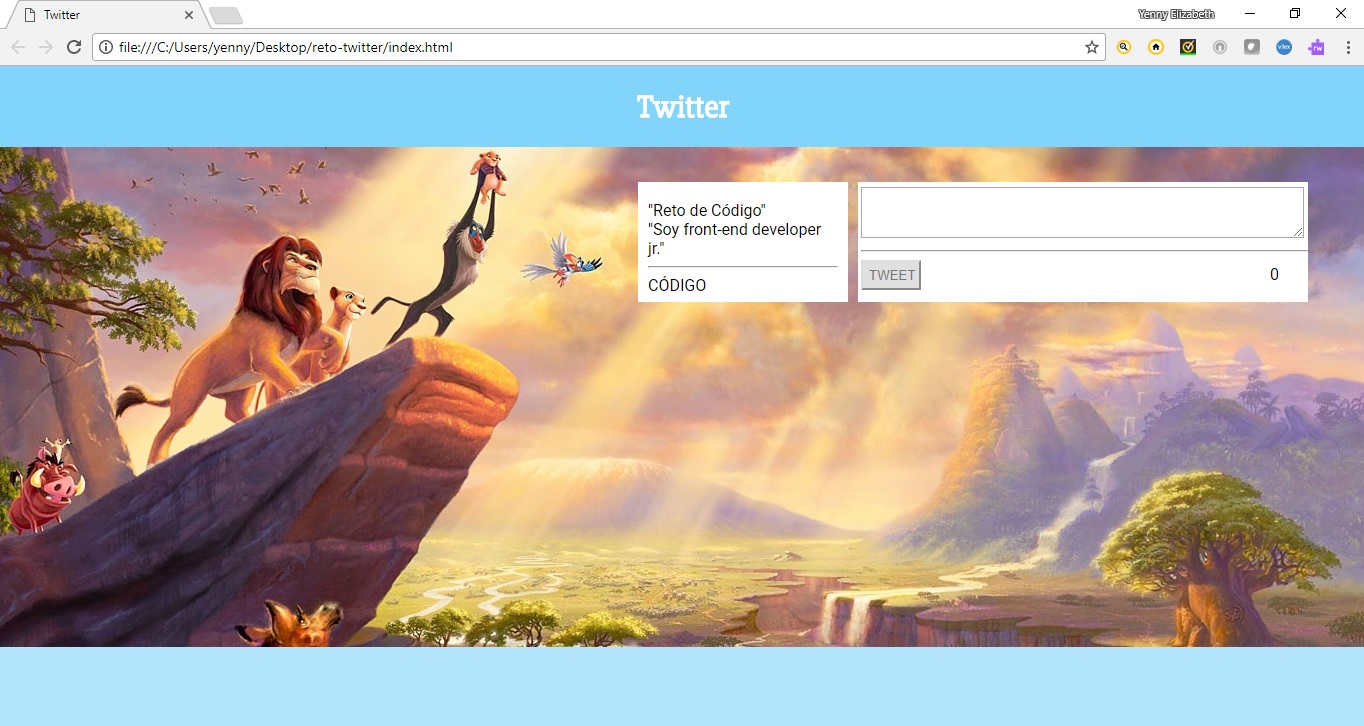 Twitter
Yenny Elizabeth
file:///C:/Users/yenny/Desktop/reto-twitter/index.html
vlex
rw
Twitter
"Reto de Código"
"Soy front-end developer
jr."
CÓDIGO
TWEET
0